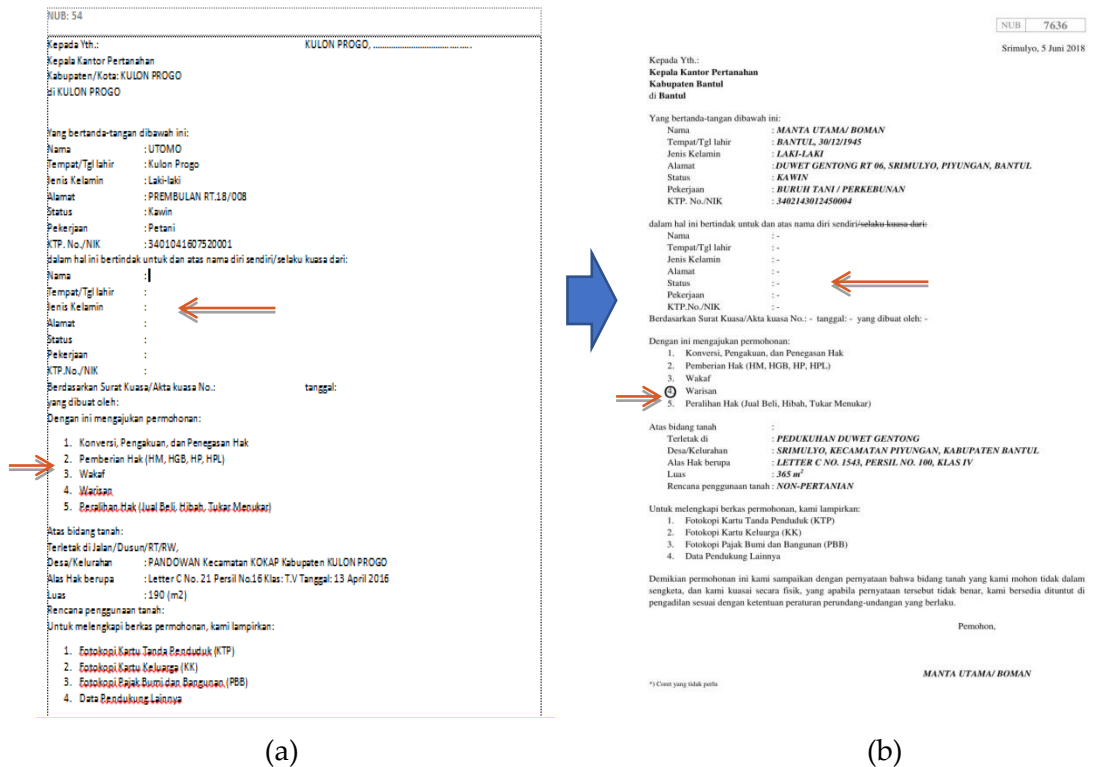 NUB: 54
Kepada Yth.: KULON PROGO, ........................................
Kepala Kantor Pertanahan
Kabupaten/Kota: KULON PROGO
di KULON PROGO
Yang bertanda-tangan dibawah ini:
Nama : UTOMO
Tempat/Tgl lahir : Kulon Progo
Jenis Kelamin : Laki-laki
Alamat : PREMBULAN RT.18/008
Status : Kawin
Pekerjaan : Petani
KTP. No./NIK : 3401041607520001
dalam hal ini bertindak untuk dan atas nama diri sendiri/selaku kuasa dari:
Nama :
Tempat/Tgl lahir :
Jenis Kelamin :
Alamat :
Status :
Pekerjaan :
KTP.No./NIK :
Berdasarkan Surat Kuasa/Akta kuasa No.: tanggal:
yang dibuat oleh:
Dengan ini mengajukan permohonan:
1. Konversi, Pengakuan, dan Penegasan Hak
2. Pemberian Hak (HM, HGB, HP, HPL)
3. Wakaf
4. Warisan
5. Peralihan Hak (Jual Beli, Hibah, Tukar Menukar)
Atas bidang tanah:
Terletak di Jalan/Dusun/RT/RW,
Desa/Kelurahan : PANDOWAN Kecamatan KOKAP Kabupaten KULON PROGO
Alas Hak berupa : Letter C No. 21 Persil No.16 Klas: T.V Tanggal: 13 April 2016
Luas : 190 (m2)
Rencana penggunaan tanah:
Untuk melengkapi berkas permohonan, kami lampirkan:
1. Fotokopi Kartu Tanda Penduduk (KTP)
2. Fotokopi Kartu Keluarga (KK)
3. Fotokopi Pajak Bumi dan Bangunan (PBB)
4. Data Pendukung Lainnya
(a)
NUB 7636
Srimulyo, 5 Juni 2018
Kepada Yth.:
Kepala Kantor Pertanahan
Kabupaten Bantul
di Bantul
Yang bertanda-tangan dibawah ini:
Nama : MANTA UTAMA/ BOMAN
Tempat/Tgl lahir : BANTUL, 30/12/1945
Jenis Kelamin : LAKI-LAKI
Alamat :DUWET GENTONG RT 06, SRIMULYO, PIYUNGAN, BANTUL
Status : KAWIN
Pekerjaan : BURUH TANI / PERKEBUNAN
KTP. No./NIK : 3402143012450004
dalam hal ini bertindak untuk dan atas nama diri sendiri/selaku kuasa dari:
Nama : -
Tempat/Tgl lahir : -
Jenis Kelamin : -
Alamat : -
Status : -
Pekerjaan : -
KTP.No./NIK : -
Berdasarkan Surat Kuasa/Akta kuasa No.: - tanggal: - yang dibuat oleh: -
Dengan ini mengajukan permohonan:
1. Konversi, Pengakuan, dan Penegasan Hak
2. Pemberian Hak (HM, HGB, HP, HPL)
3. Wakaf
4. Warisan
5. Peralihan Hak (Jual Beli, Hibah, Tukar Menukar)
Atas bidang tanah :
Terletak di : PEDUKUHAN DUWET GENTONG
Desa/Kelurahan : SRIMULYO, KECAMATAN PIYUNGAN, KABUPATEN BANTUL
Alas Hak berupa : LETTER C NO. 1543, PERSIL NO. 100, KLAS IV
Luas : 365 m²
Rencana penggunaan tanah : NON-PERTANIAN
Untuk melengkapi berkas permohonan, kami lampirkan:
1. Fotokopi Kartu Tanda Penduduk (KTP)
2. Fotokopi Kartu Keluarga (KK)
3. Fotokopi Pajak Bumi dan Bangunan (PBB)
4. Data Pendukung Lainnya
Demikian permohonan ini kami sampaikan dengan pernyataan bahwa bidang tanah yang kami mohon tidak dalam
sengketa, dan kami kuasai secara fisik, yang apabila pernyataan tersebut tidak benar, kami bersedia dituntut di
pengadilan sesuai dengan ketentuan peraturan perundang-undangan yang berlaku.
Pemohon,
MANTA UTAMA/ BOMAN
*) Coret yang tidak perlu
(b)